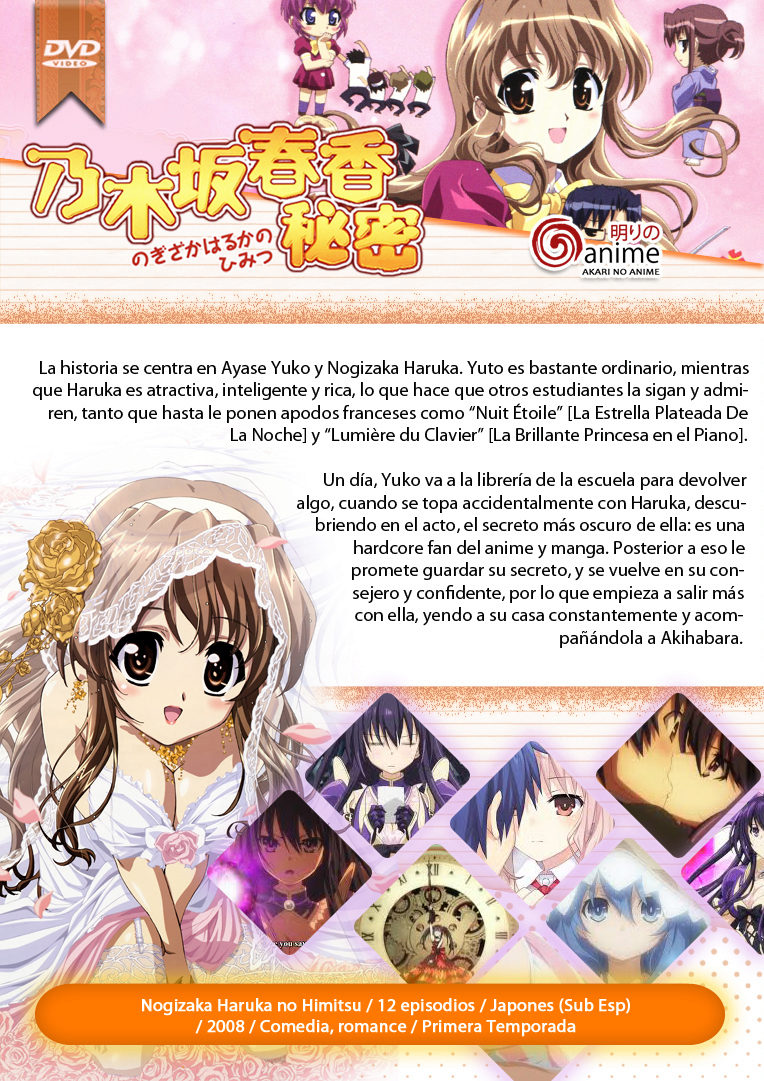 DVD
VIDEO
乃木坂春香
秘密
のぎざかはるかの
ひみつ
明りの
anime
AKARI NO ANIME
La historia se centra en Ayase Yuko y Nogizaka Haruka. Yuto es bastante ordinario, mientras
que Haruka es atractiva, inteligente y rica, lo que hace que otros estudiantes la sigan y admi-
ren, tanto que hasta le ponen apodos franceses como “Nuit Étoile” [La Estrella Plateada De
La Noche] y “Lumière du Clavier” [La Brillante Princesa en el Piano].
Un día, Yuko va a la librería de la escuela para devolver
algo, cuando se topa accidentalmente con Haruka, descu-
briendo en el acto, el secreto más oscuro de ella: es una
hardcore fan del anime y manga. Posterior a eso le
promete guardar su secreto, y se vuelve en su con-
sejero y confidente, por lo que empieza a salir más
con ella, yendo a su casa constantemente y acom-
pañándola a Akihabara.
XII
you say
Nogizaka Haruka no Himitsu / 12 episodios / Japones (Sub Esp)
/ 2008 / Comedia, romance / Primera Temporada